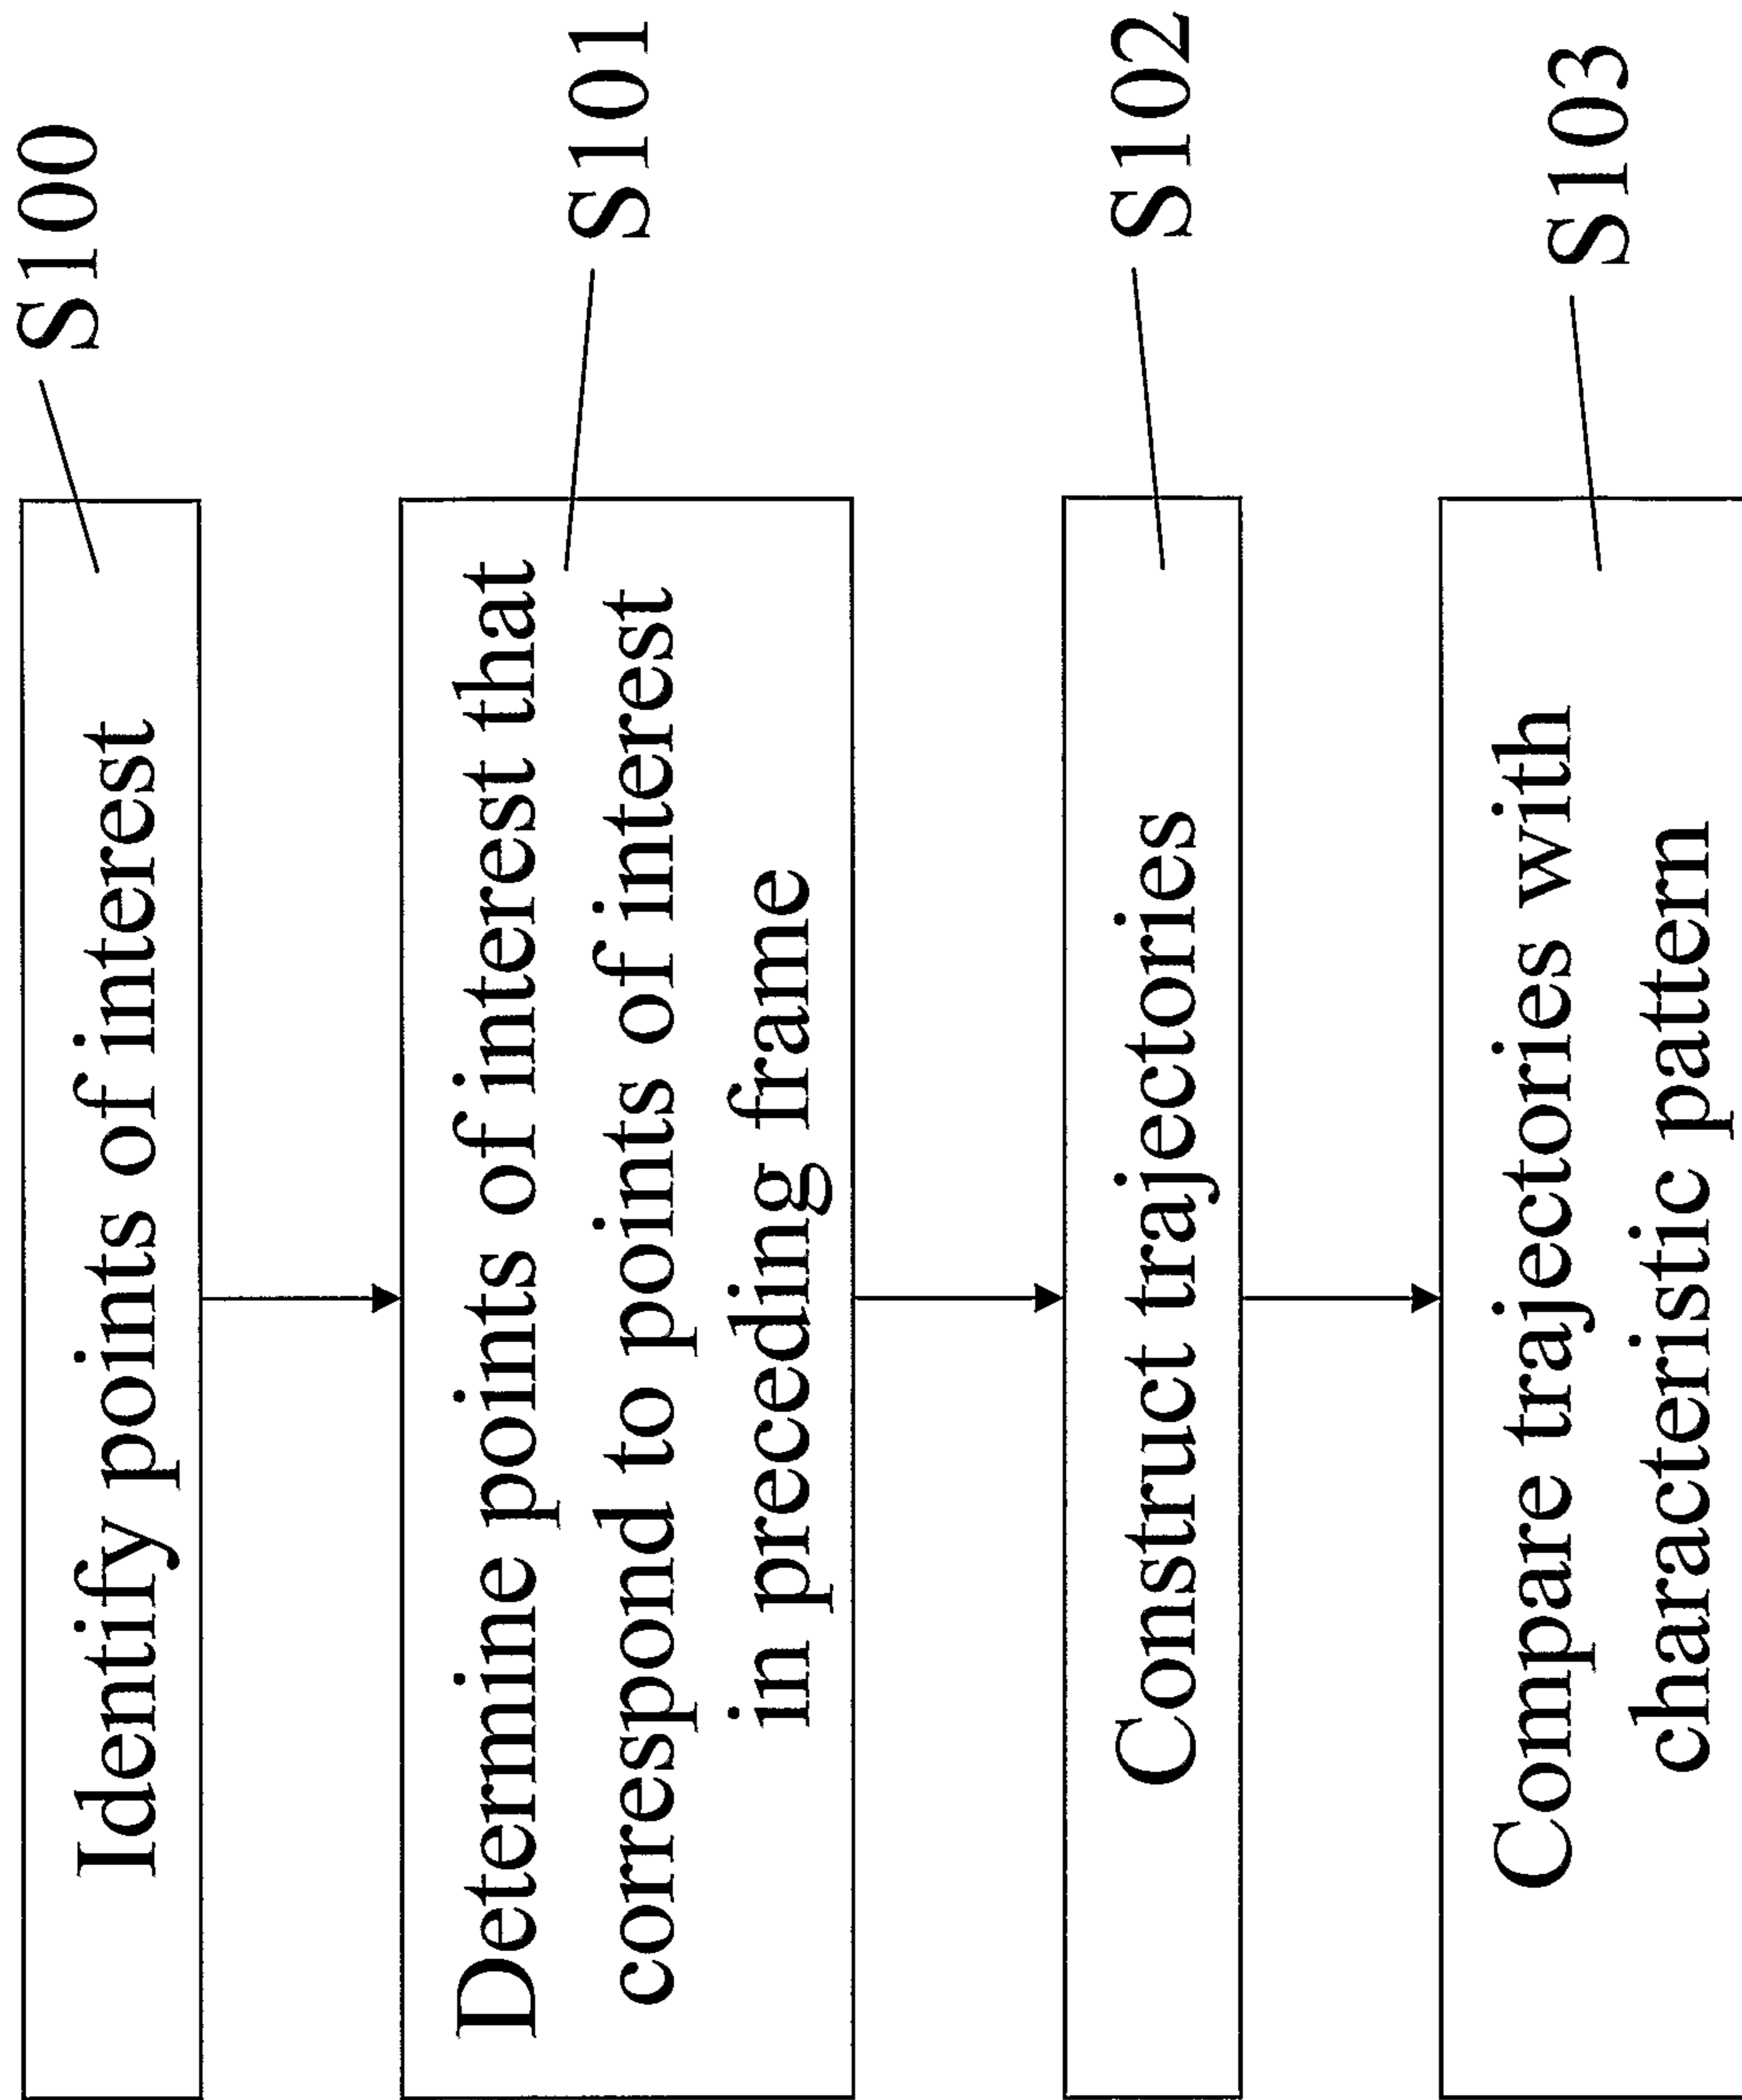 Identify points of interest
S100
Determine points of interest that
correspond to points of interest
in preceding frame
S101
Construct trajectories
S102
Compare trajectories with
characteristic pattern
S103